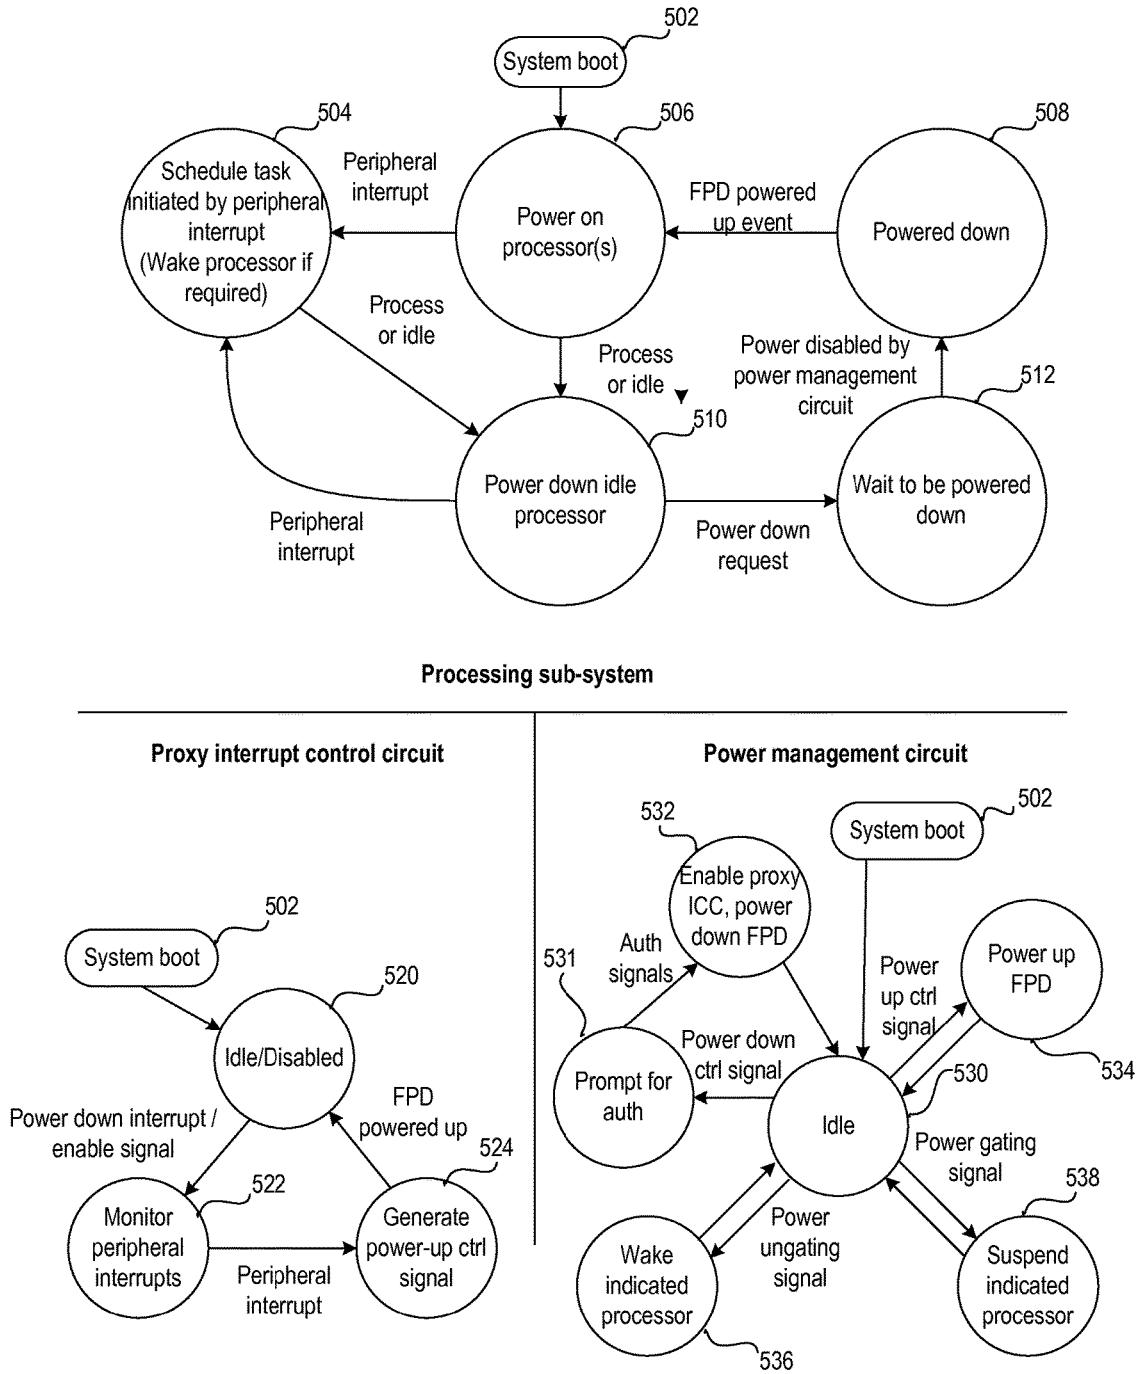 502
System boot
504
506
508
Schedule task
initiated by peripheral
interrupt
(Wake processor if
required)
Peripheral
interrupt
Power on
processor(s)
FPD powered
up event
Powered down
Process
or idle
Process
or idle
Power disabled by
power management
circuit
512
510
Power down idle
processor
Wait to be powered
down
Peripheral
interrupt
Power down
request
Processing sub-system
Proxy interrupt control circuit
502
System boot
520
Idle/Disabled
Power down interrupt /
enable signal
FPD
powered up
522
524
Monitor
peripheral
interrupts
Generate
power-up ctrl
signal
Peripheral
interrupt
Power management circuit
502
System boot
532
Enable proxy
ICC, power
down FPD
531
Auth
signals
Power
up ctrl
signal
Power up
FPD
534
Prompt for
auth
Power down
ctrl signal
530
Idle
Power gating
signal
538
Power
ungating
signal
Wake
indicated
processor
536
Suspend
indicated
processor